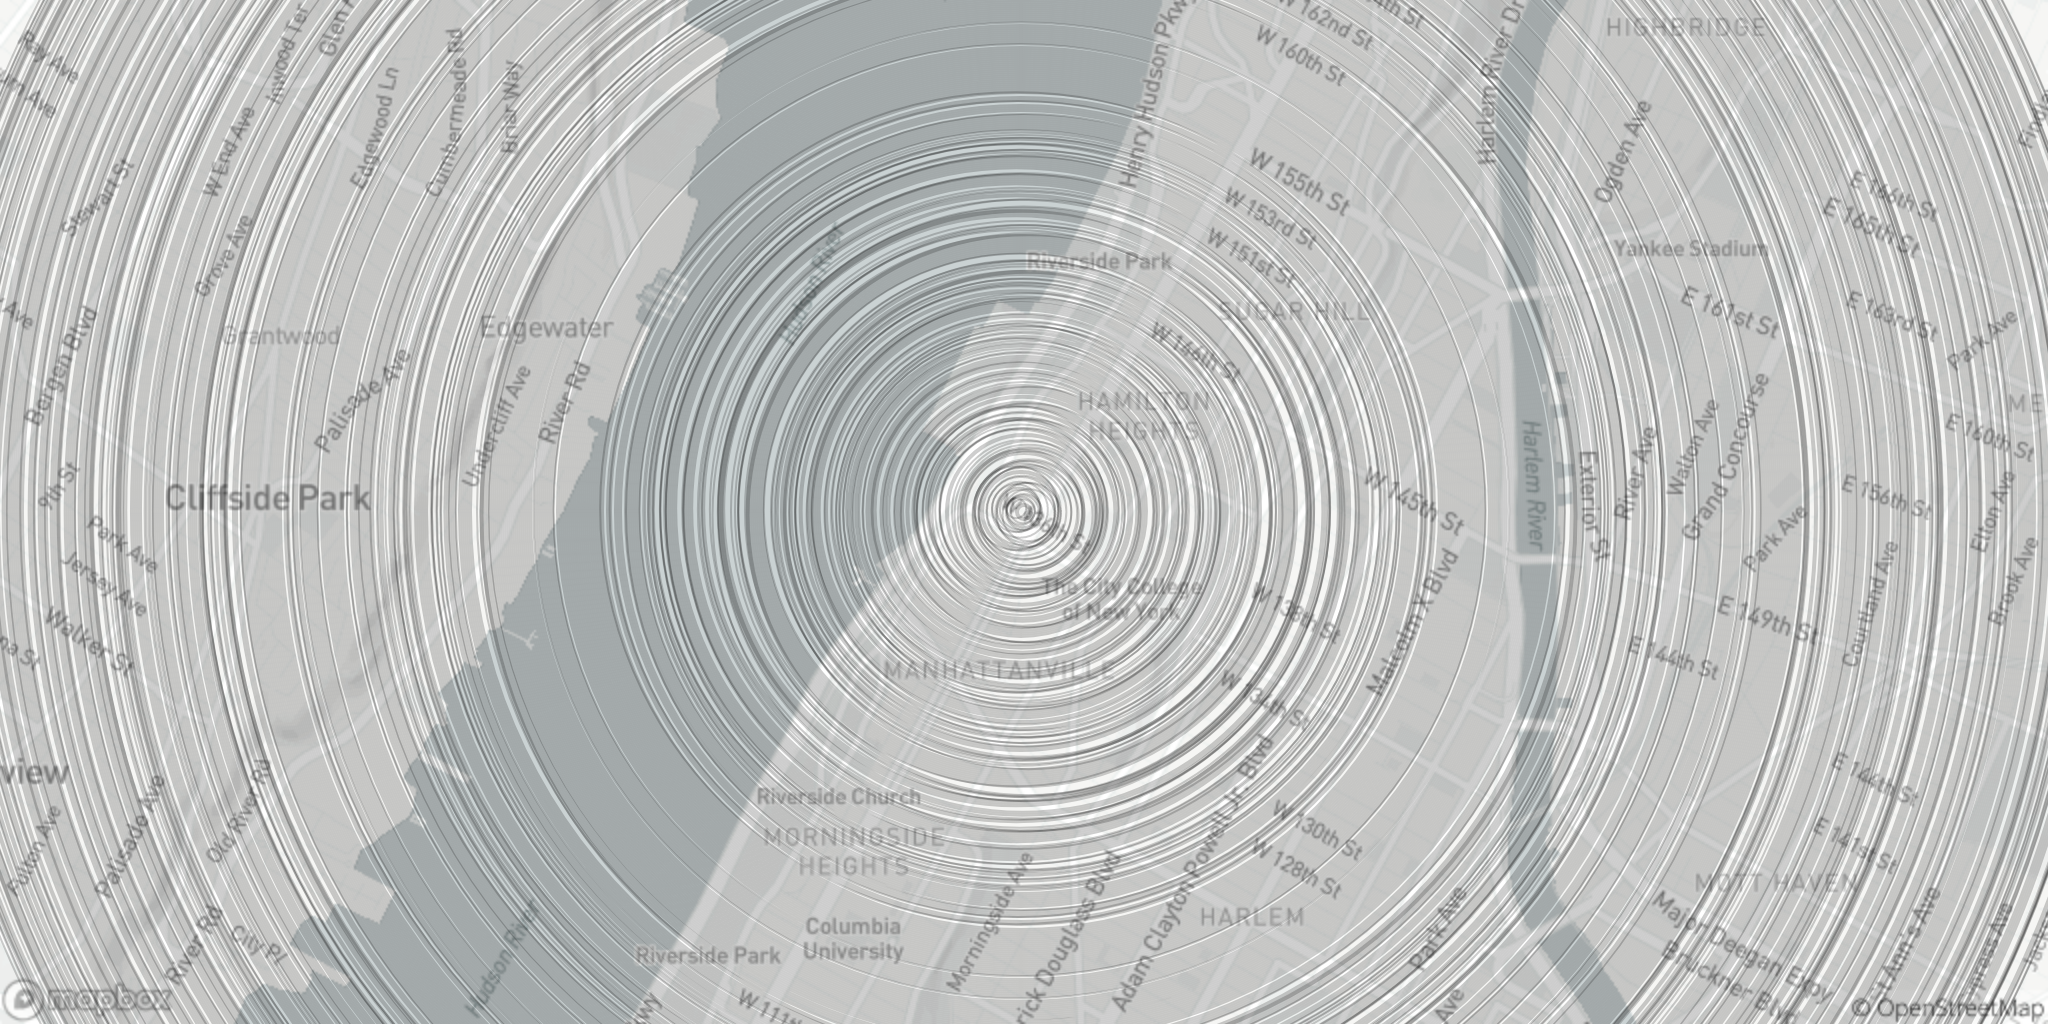 Ray Ave
Inwood Ter
W End Ave
Edgewood Ln
Cumbermeade Rd
Briar Way
Stewart St
Grove Ave
Bergen Blvd
Grantwood
Palisade Ave
Edgewater
Undercliff Ave
River Rd
Cliffside Park
9th St
Park Ave
Jersey Ave
Walker St
view
Palisade Ave
Fulton Ave
Old River Rd
River Rd
City Pl
Hudson River
Hudson River
Henry Hudson Pkwy
W 162nd St
W 160th St
W 155th St
W 153rd St
W 151st St
Riverside Park
SUGAR HILL
W 146th St
HAMILTON
HEIGHTS
The City College
of New York
W 145th St
W 138th St
W 134th St
MANHATTANVILLE
Malcolm X Blvd
Riverside Church
MORNINGSIDE
HEIGHTS
Columbia
University
Riverside Park
Morningside Ave
Adam Clayton Powell Jr. Blvd
W 130th St
W 128th St
HARLEM
Park Ave
Harlem River Dr
Harlem River
Exterior St
HIGHBRIDGE
Ogden Ave
Yankee Stadium
E 166th St
E 165th St
E 163rd St
E 161st St
Park Ave
E 160th St
River Ave
Walton Ave
Grand Concourse
Park Ave
E 156th St
Elton Ave
Brook Ave
Courtland Ave
E 149th St
E 144th St
E 144th St
E 141st St
MOTT HAVEN
Major Deegan Expy
Bruckner
St Ann's Ave
mapbox
© OpenStreetMap